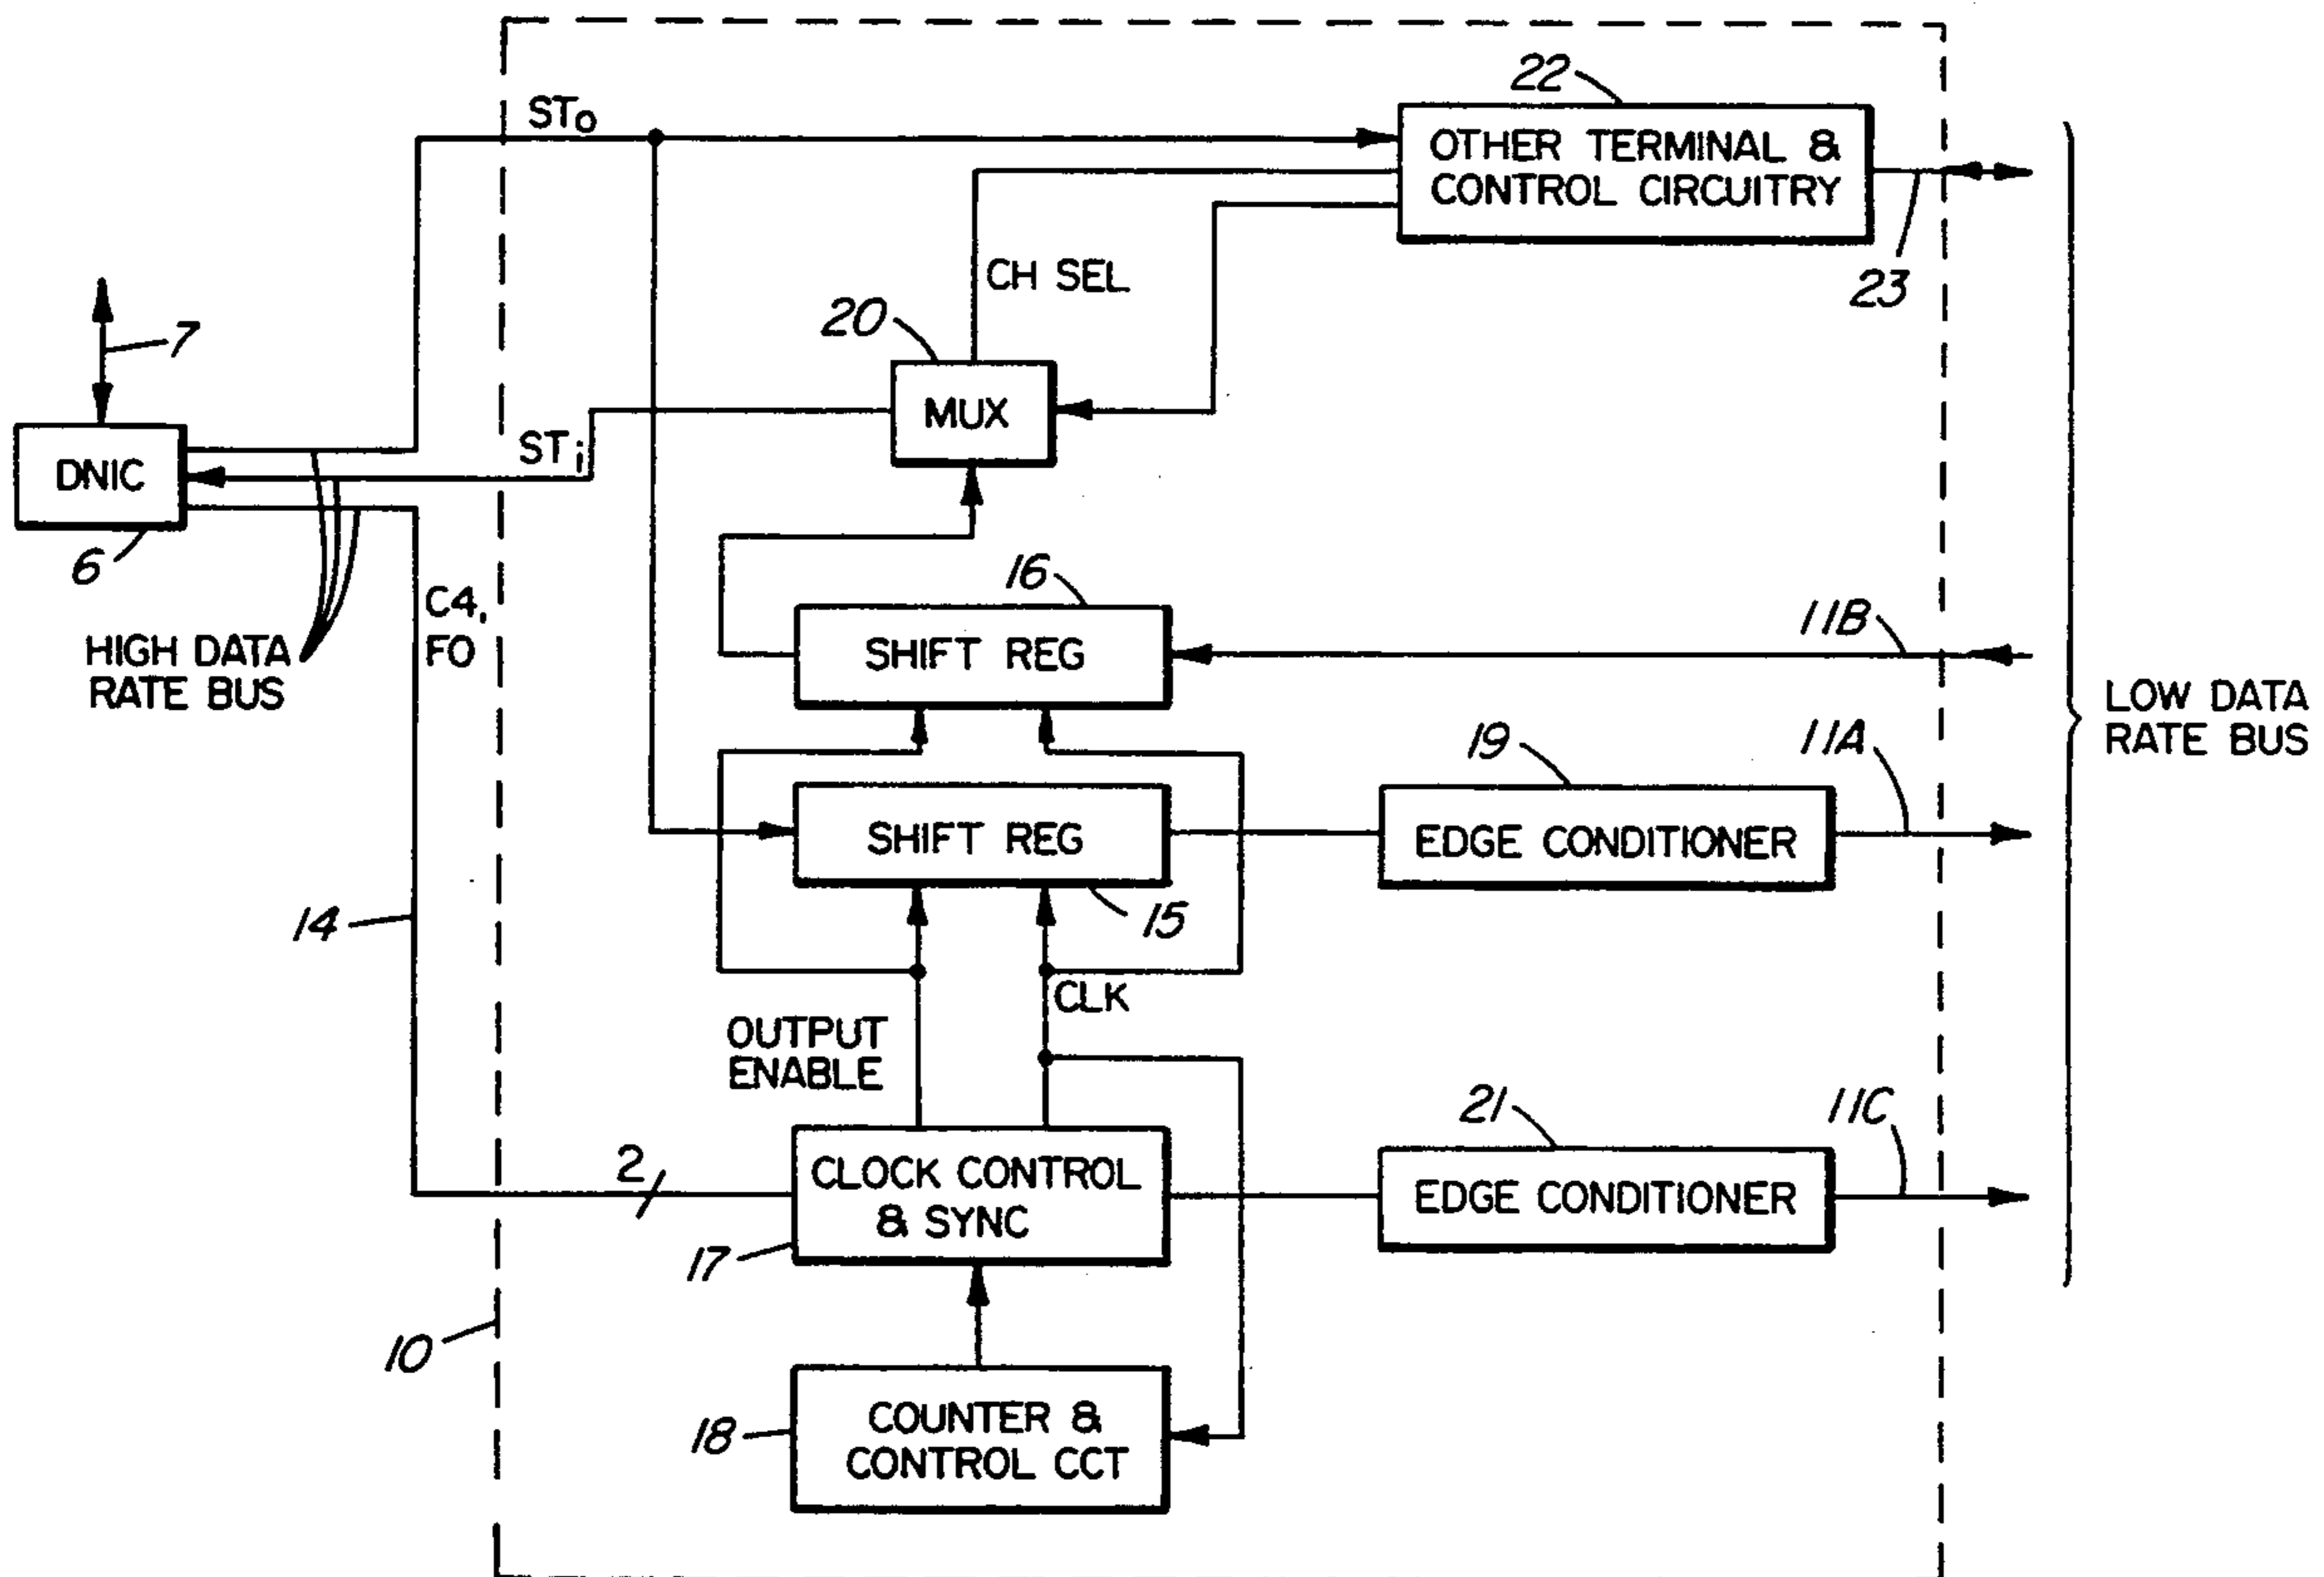 22
STo
OTHER TERMINAL &
CONTROL CIRCUITRY
CH SEL
23
20
7
MUX
STi
DNIC
6
16
C4,
FO
11B
HIGH DATA
RATE BUS
SHIFT REG
LOW DATA
RATE BUS
19
11A
SHIFT REG
EDGE CONDITIONER
14
15
CLK
OUTPUT
ENABLE
21
11C
2
CLOCK CONTROL
& SYNC
EDGE CONDITIONER
17
10
18
COUNTER &
CONTROL CCT